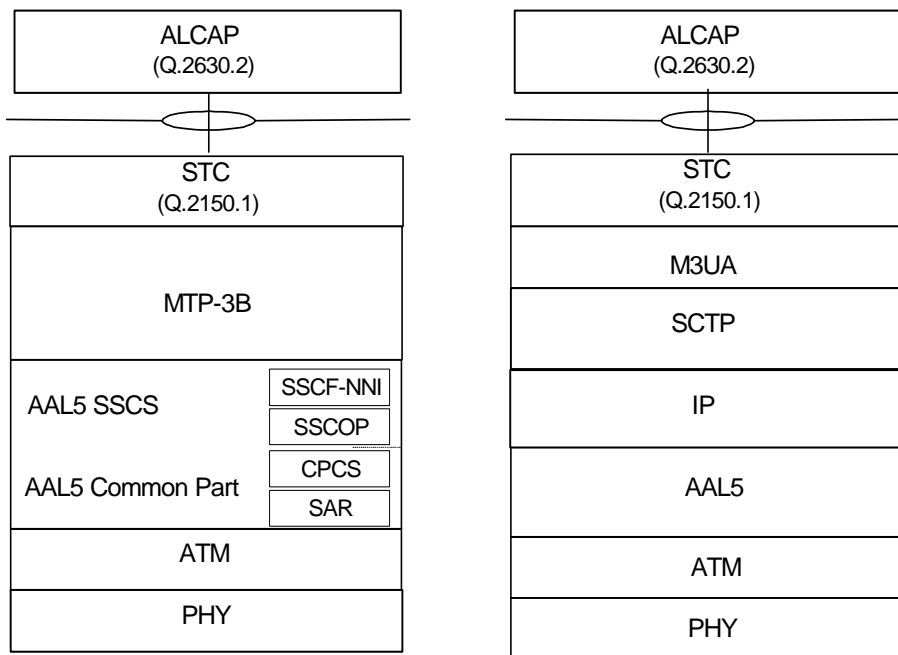 ALCAP
(Q.2630.2)
STC
(Q.2150.1)
MTP-3B
AAL5 SSCS
SSCF-NNI
SSCOP
AAL5 Common Part
CPCS
SAR
ATM
PHY
ALCAP
(Q.2630.2)
STC
(Q.2150.1)
M3UA
SCTP
IP
AAL5
ATM
PHY